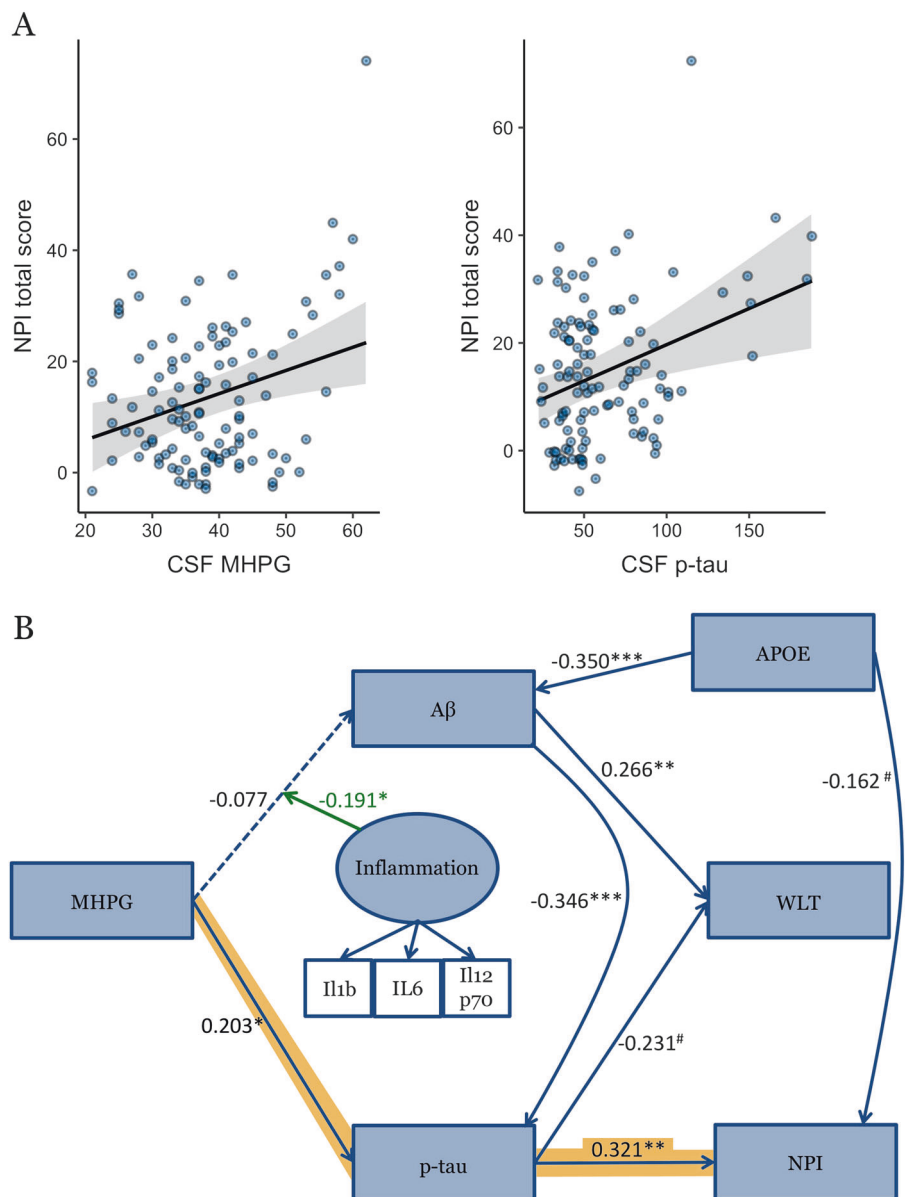 A
60
40
20
0
NPI total score
20 30 40 50 60
CSF MHPG
60
40
20
0
NPI total score
50 100 150
CSF p-tau
B
APOE
-0.350***
Aβ
0.266**
-0.162#
-0.077
-0.191*
Inflammation
MHPG
-0.346***
WLT
Il1b
IL6
Il12
p70
0.203*
-0.231#
p-tau
0.321**
NPI